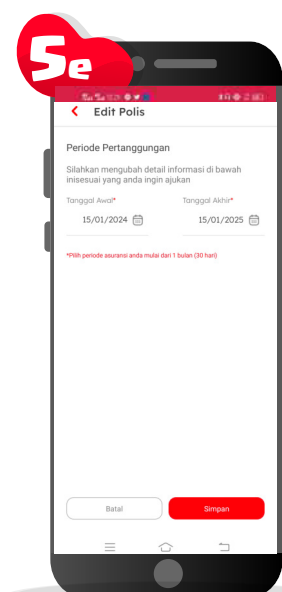 5e
Edit Polis
Periode Pertanggungan
Silahkan mengubah detail informasi di bawah
inisesuai yang anda ingin ajukan
Tanggal Awal* Tanggal Akhir*
15/01/2024 15/01/2025
*Pilih periode asuransi anda mulai dari 1 bulan (30 hari)
Batal Simpan